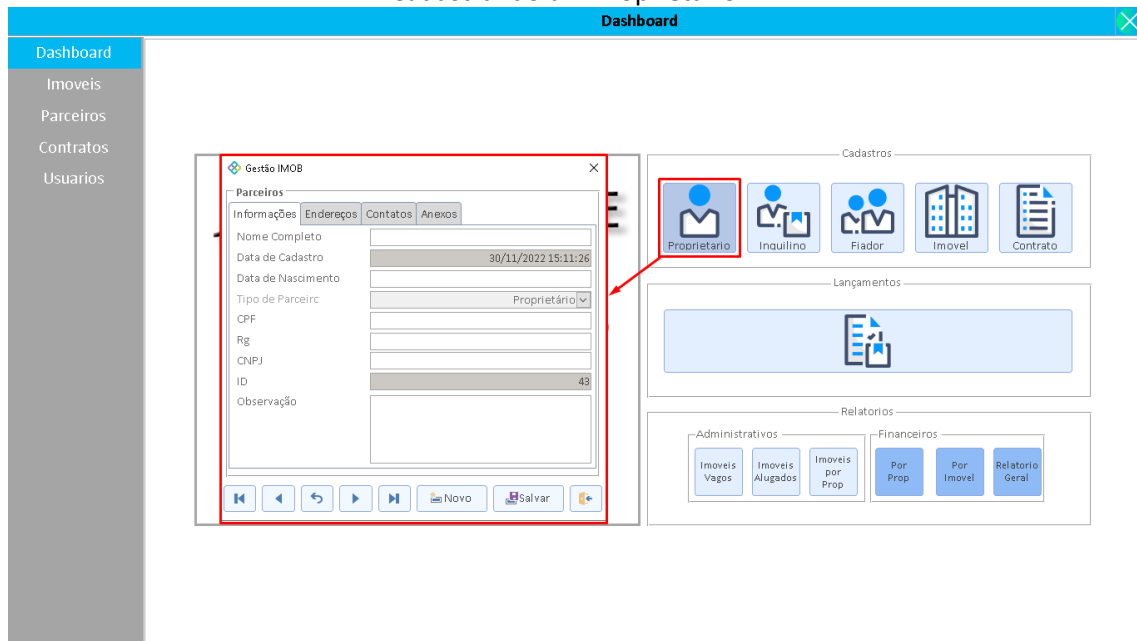 Dashboard
Dashboard
Imoveis
Parceiros
Contratos
Usuarios
Gestão IMOB
Parceiros
Informações Endereços Contatos Anexos
Nome Completo
Data de Cadastro 30/11/2022 15:11:26
Data de Nascimento
Tipo de Parceirc Proprietário
CPF
Rg
CNPJ
ID 43
Observação
Novo Salvar
Cadastros
Proprietario Inquilino Fiador Imovel Contrato
Lançamentos
Relatorios
Administrativos Financeiros
Imoveis Vagos
Imoveis Alugados
Imoveis por Prop
Por Prop
Por Imovel
Relatorio Geral